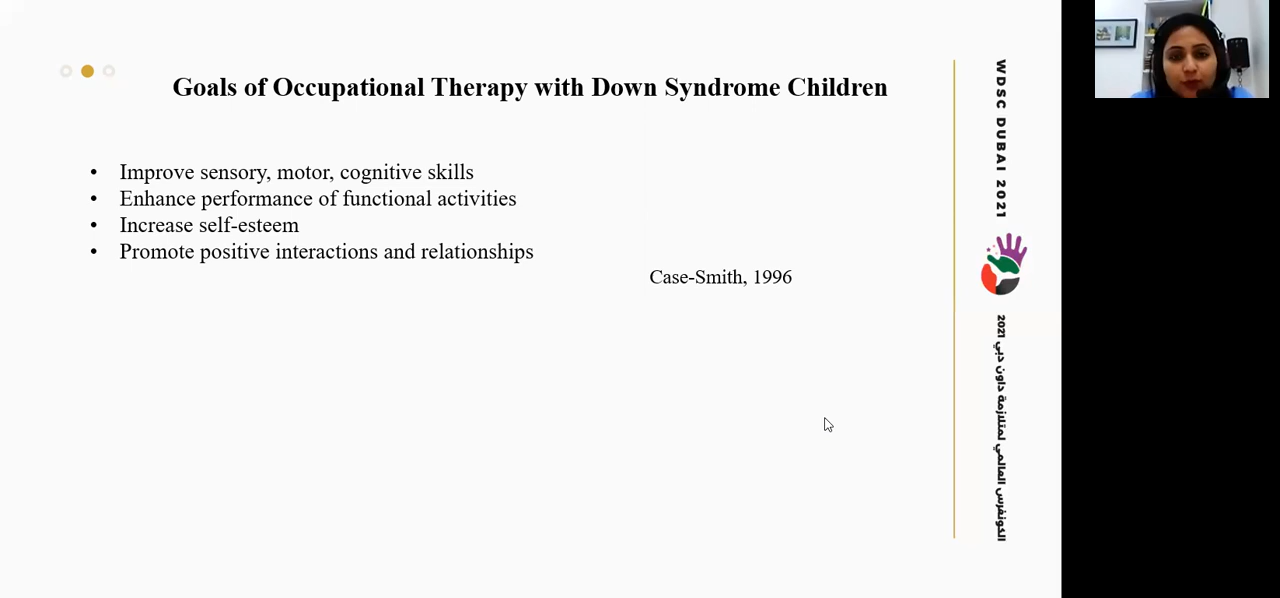 Goals of Occupational Therapy with Down Syndrome Children
• Improve sensory, motor, cognitive skills
• Enhance performance of functional activities
• Increase self-esteem
• Promote positive interactions and relationships
Case-Smith, 1996
WDSC DUBAI 2021
الكونفرس العالمي لمتلازمة داون دبي 2021